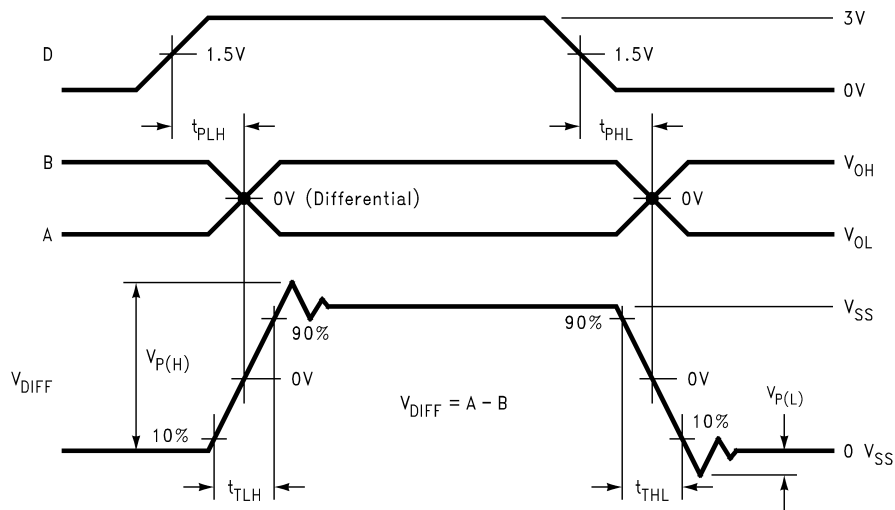 3V
D
1.5V
1.5V
0V
tPLH
tPHL
B
VOH
0V (Differential)
0V
A
VOL
VSS
90%
90%
VP(H)
VDIFF
0V
0V
VDIFF = A – B
VP(L)
10%
10%
0 VSS
tTLH
tTHL